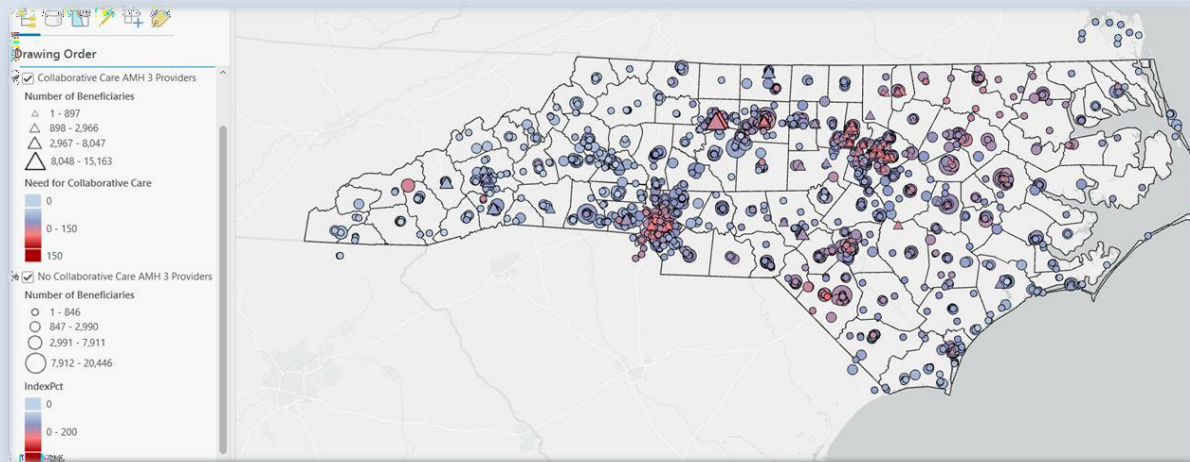 Drawing Order
Collaborative Care AMH 3 Providers
Number of Beneficiaries
1 - 897
898 - 2,966
2,967 - 8,047
8,048 - 15,163
Need for Collaborative Care
0
0 - 150
150
No Collaborative Care AMH 3 Providers
Number of Beneficiaries
1 - 846
847 - 2,990
2,991 - 7,911
7,912 - 20,446
IndexPct
0
0 - 200